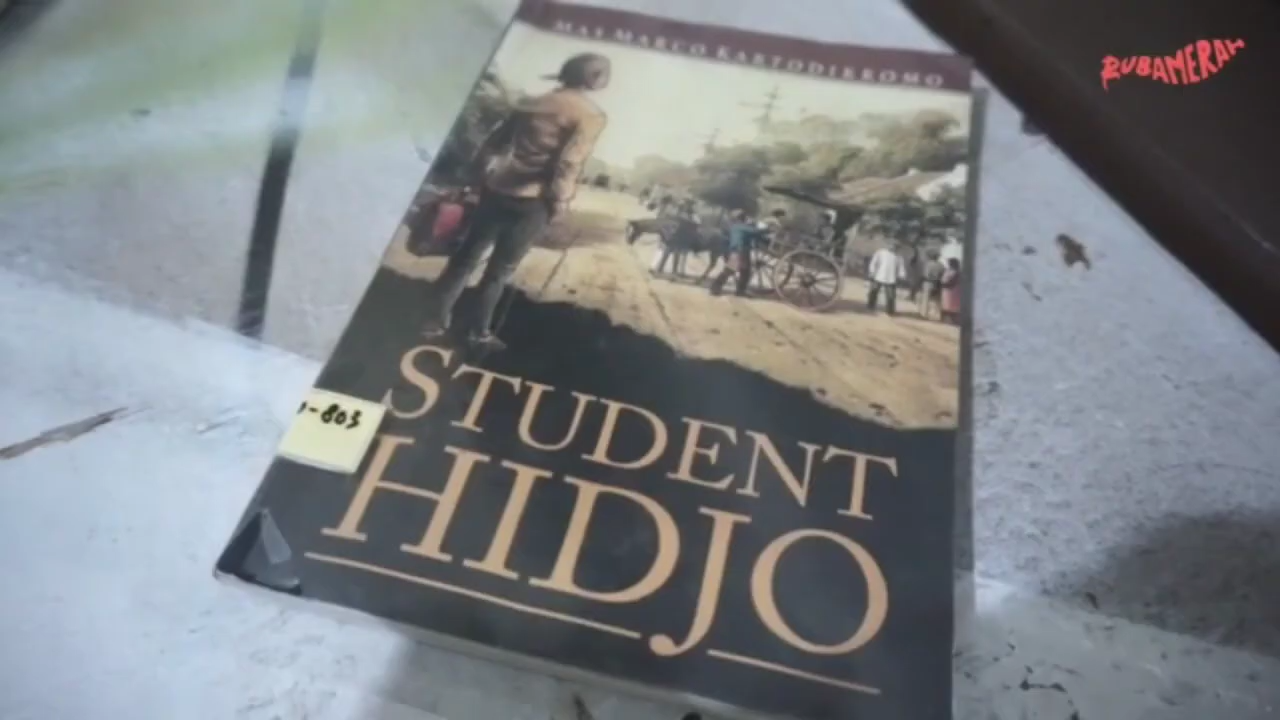 MAS MARCO KARTODIKROMO
RUBAMERAH
STUDENT
-803
HIDJO